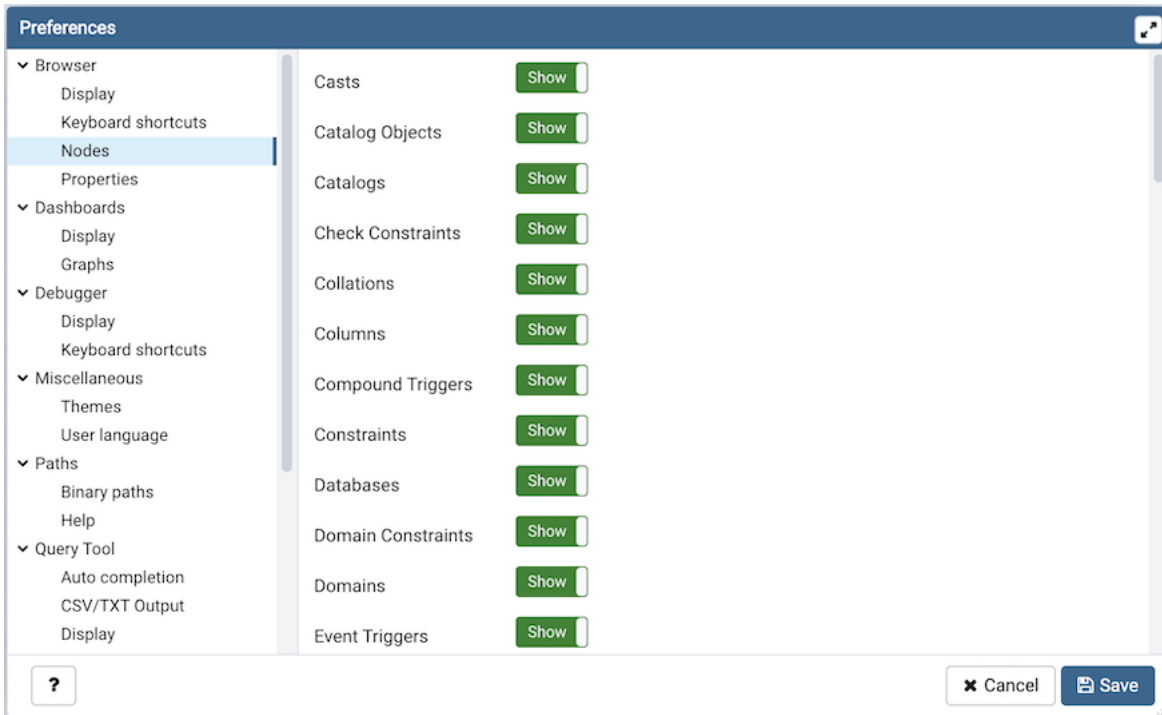 Preferences
Browser
Display
Keyboard shortcuts
Nodes
Properties
Dashboards
Display
Graphs
Debugger
Display
Keyboard shortcuts
Miscellaneous
Themes
User language
Paths
Binary paths
Help
Query Tool
Auto completion
CSV/TXT Output
Display
Casts Show
Catalog Objects Show
Catalogs Show
Check Constraints Show
Collations Show
Columns Show
Compound Triggers Show
Constraints Show
Databases Show
Domain Constraints Show
Domains Show
Event Triggers Show
? Cancel Save